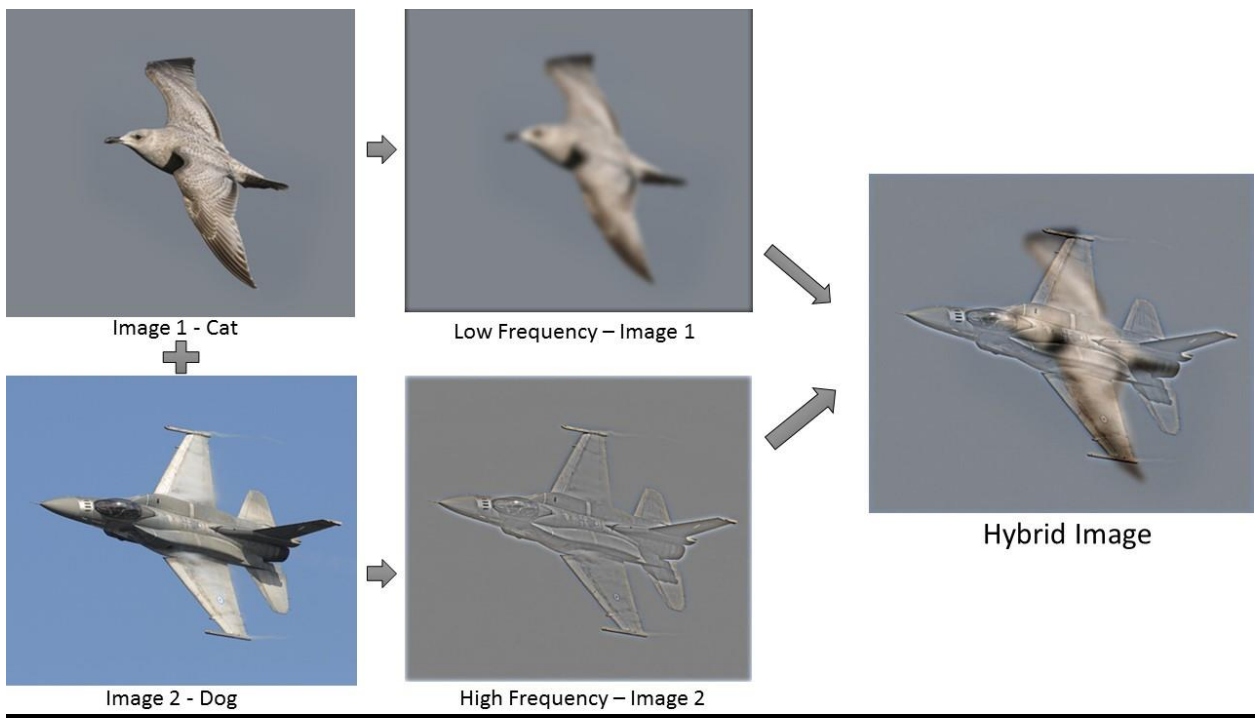 Image 1 - Cat
Low Frequency – Image 1
Image 2 - Dog
High Frequency – Image 2
Hybrid Image